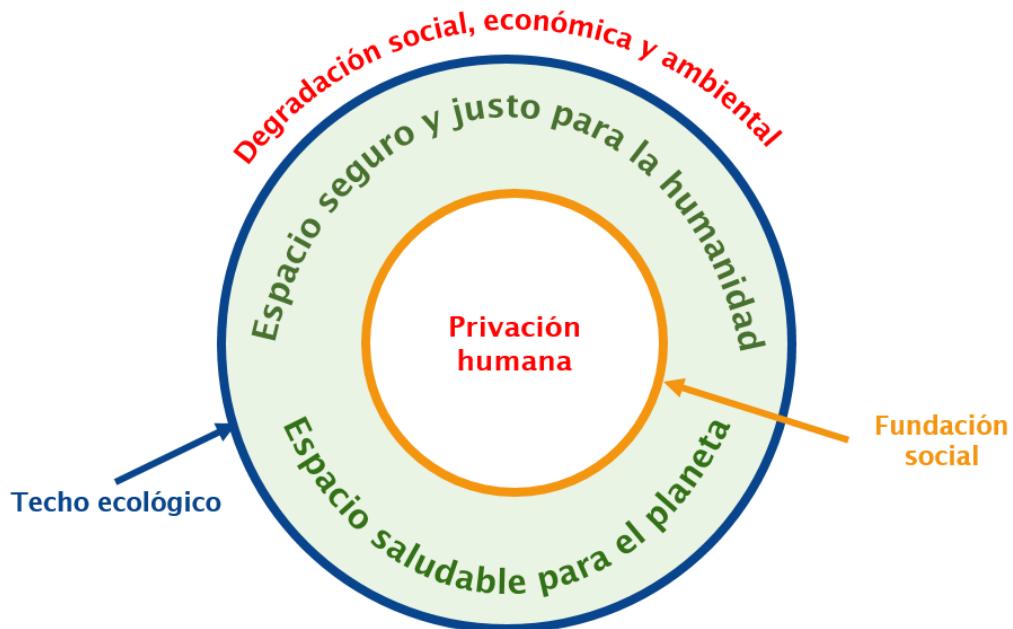 Degradación social, económica y ambiental
Espacio seguro y justo para la humanidad
Privación
humana
Fundación
social
Espacio saludable para el planeta
Techo ecológico